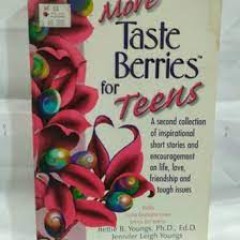 More
Taste
Berries™
for Teens
A second collection
of inspirational
short stories and
encouragement
on life, love,
friendship and
tough issues
Bettie B. Youngs, Ph.D., Ed.D.
Jennifer Leigh Youngs